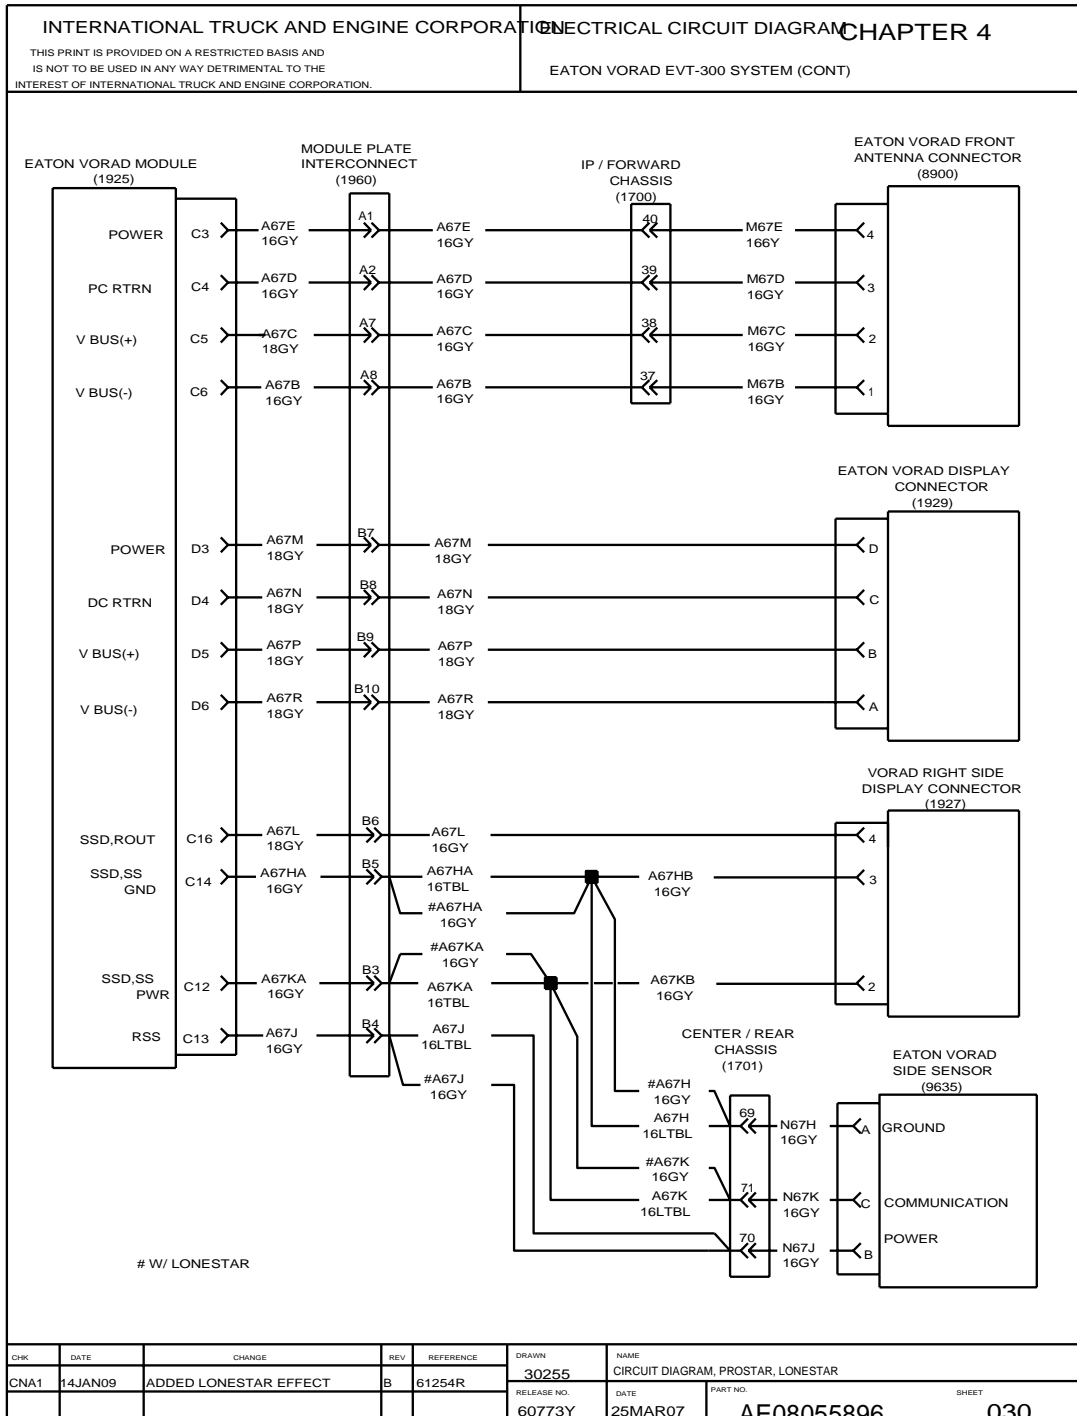 INTERNATIONAL TRUCK AND ENGINE CORPORATION
THIS PRINT IS PROVIDED ON A RESTRICTED BASIS AND
IS NOT TO BE USED IN ANY WAY DETRIMENTAL TO THE
INTEREST OF INTERNATIONAL TRUCK AND ENGINE CORPORATION.
ELECTRICAL CIRCUIT DIAGRAM
CHAPTER 4
EATON VORAD EVT-300 SYSTEM (CONT)
EATON VORAD MODULE
(1925)
MODULE PLATE
INTERCONNECT
(1960)
IP / FORWARD
CHASSIS
(1700)
EATON VORAD FRONT
ANTENNA CONNECTOR
(8900)
POWER C3 A67E A1 A67E 40 M67E 4
16GY 16GY 166Y
PC RTRN C4 A67D A2 A67D 39 M67D 3
16GY 16GY 16GY
V BUS(+) C5 A67C A7 A67C 38 M67C 2
18GY 16GY 16GY
V BUS(-) C6 A67B A8 A67B 37 M67B 1
16GY 16GY 16GY
EATON VORAD DISPLAY
CONNECTOR
(1929)
POWER D3 A67M B7 A67M D
18GY 18GY
DC RTRN D4 A67N B8 A67N C
18GY 18GY
V BUS(+) D5 A67P B9 A67P B
18GY 18GY
V BUS(-) D6 A67R B10 A67R A
18GY 18GY
VORAD RIGHT SIDE
DISPLAY CONNECTOR
(1927)
SSD,ROUT C16 A67L B6 A67L 4
18GY 16GY
SSD,SS
GND C14 A67HA B5 A67HA A67HB 3
16GY 16TBL 16GY
#A67HA
16GY
#A67KA
16GY
SSD,SS
PWR C12 A67KA B3 A67KA A67KB 2
16GY 16TBL 16GY
RSS C13 A67J B4 A67J
16GY 16LTBL
#A67J
16GY
CENTER / REAR
CHASSIS
(1701)
EATON VORAD
SIDE SENSOR
(9635)
#A67H
16GY
A67H 69 N67H A GROUND
16LTBL 16GY
#A67K
16GY
A67K 71 N67K C COMMUNICATION
16LTBL 16GY
70 N67J B POWER
16GY
# W/ LONESTAR
CHK DATE CHANGE REV REFERENCE
CNA1 14JAN09 ADDED LONESTAR EFFECT B 61254R
DRAWN
30255
NAME
CIRCUIT DIAGRAM, PROSTAR, LONESTAR
RELEASE NO.
60773Y
DATE
25MAR07
PART NO.
AE08055896
SHEET
030